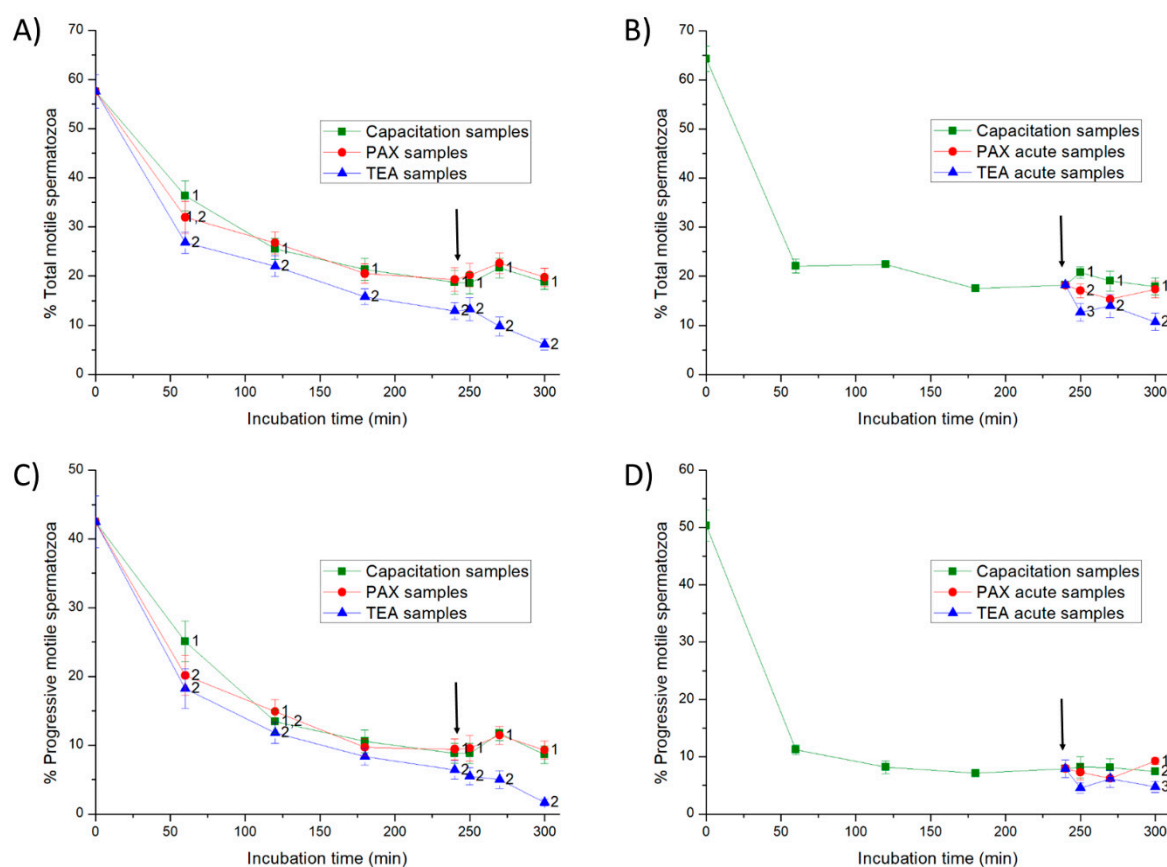 A)
70
60
50
40
30
20
10
0
% Total motile spermatozoa
Capacitation samples
PAX samples
TEA samples
1
1,2
2
1
2
1
2
1
2
1
2
1
2
1
2
0 50 100 150 200 250 300
Incubation time (min)
B)
70
60
50
40
30
20
10
0
% Total motile spermatozoa
Capacitation samples
PAX acute samples
TEA acute samples
1
2
3
1
2
1
2
0 50 100 150 200 250 300
Incubation time (min)
C)
50
40
30
20
10
0
% Progressive motile spermatozoa
Capacitation samples
PAX samples
TEA samples
1
2
2
1
1,2
2
1
2
1
2
1
2
1
2
0 50 100 150 200 250 300
Incubation time (min)
D)
60
50
40
30
20
10
0
% Progressive motile spermatozoa
Capacitation samples
PAX acute samples
TEA acute samples
1
2
3
0 50 100 150 200 250 300
Incubation time (min)